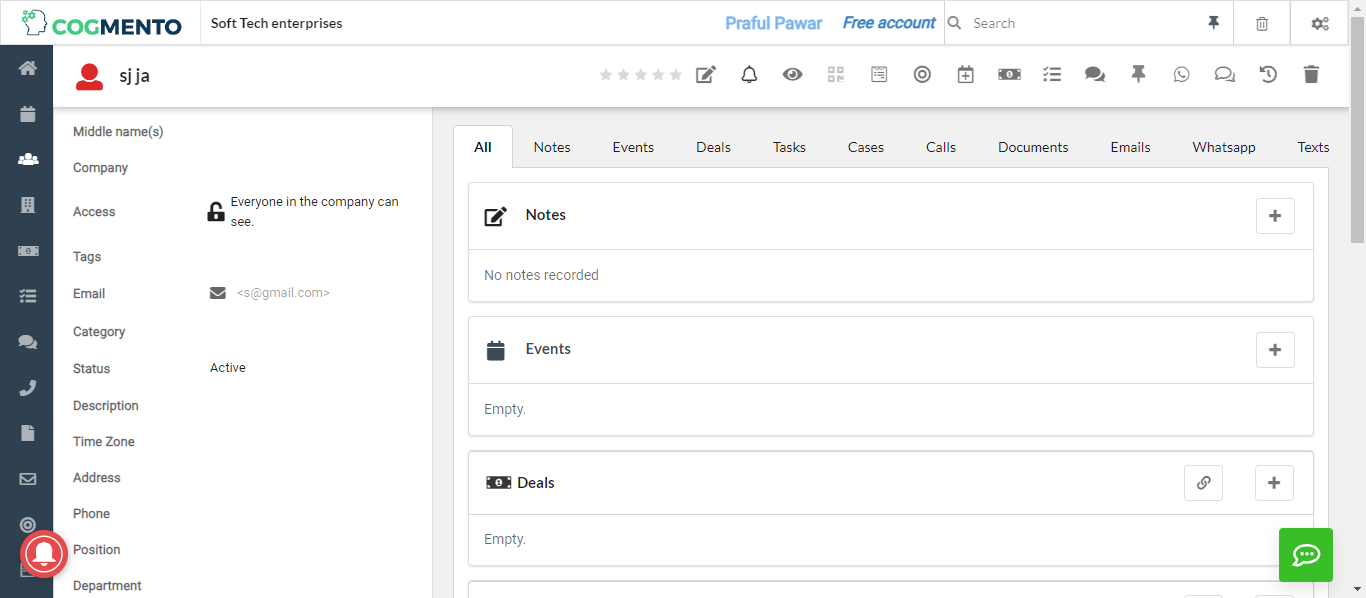 COGMENTO
Soft Tech enterprises
Praful Pawar
Free account
Search
sj ja
Middle name(s)
Company
Access
Everyone in the company can
see.
Tags
Email
<s@gmail.com>
Category
Status
Active
Description
Time Zone
Address
Phone
Position
Department
All
Notes
Events
Deals
Tasks
Cases
Calls
Documents
Emails
Whatsapp
Texts
Notes
No notes recorded
Events
Empty.
Deals
Empty.